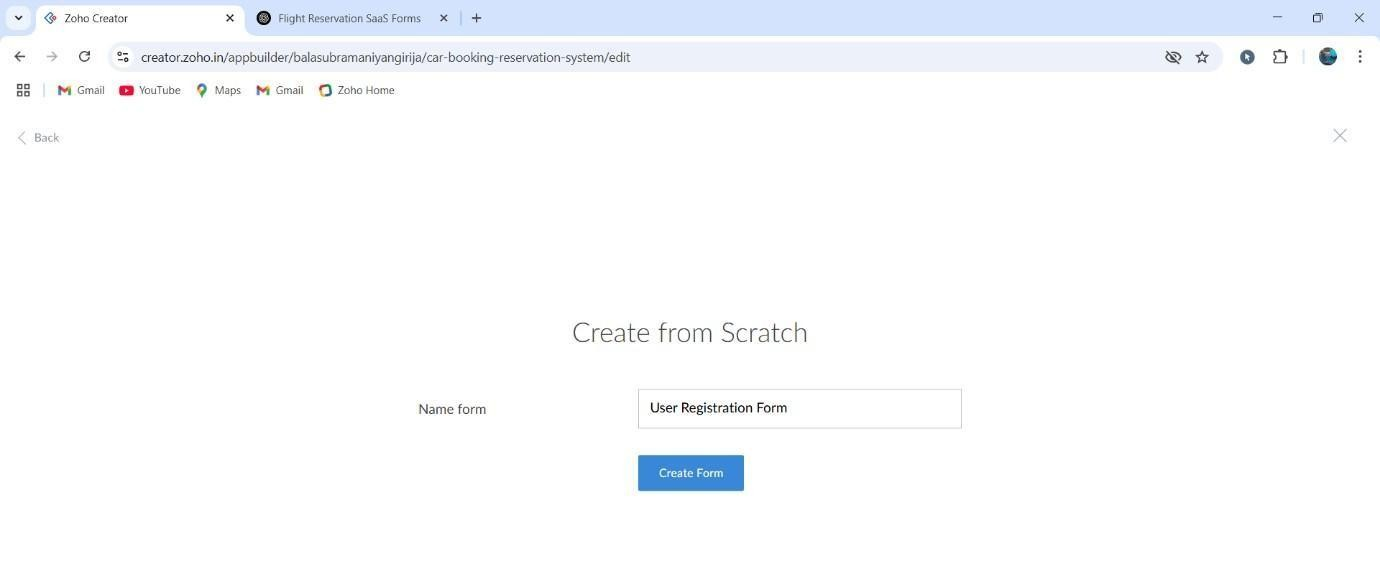 Zoho Creator
Flight Reservation SaaS Forms
creator.zoho.in/appbuilder/balasubramaniyangirija/car-booking-reservation-system/edit
Gmail YouTube Maps Gmail Zoho Home
Back
Create from Scratch
Name form User Registration Form
Create Form